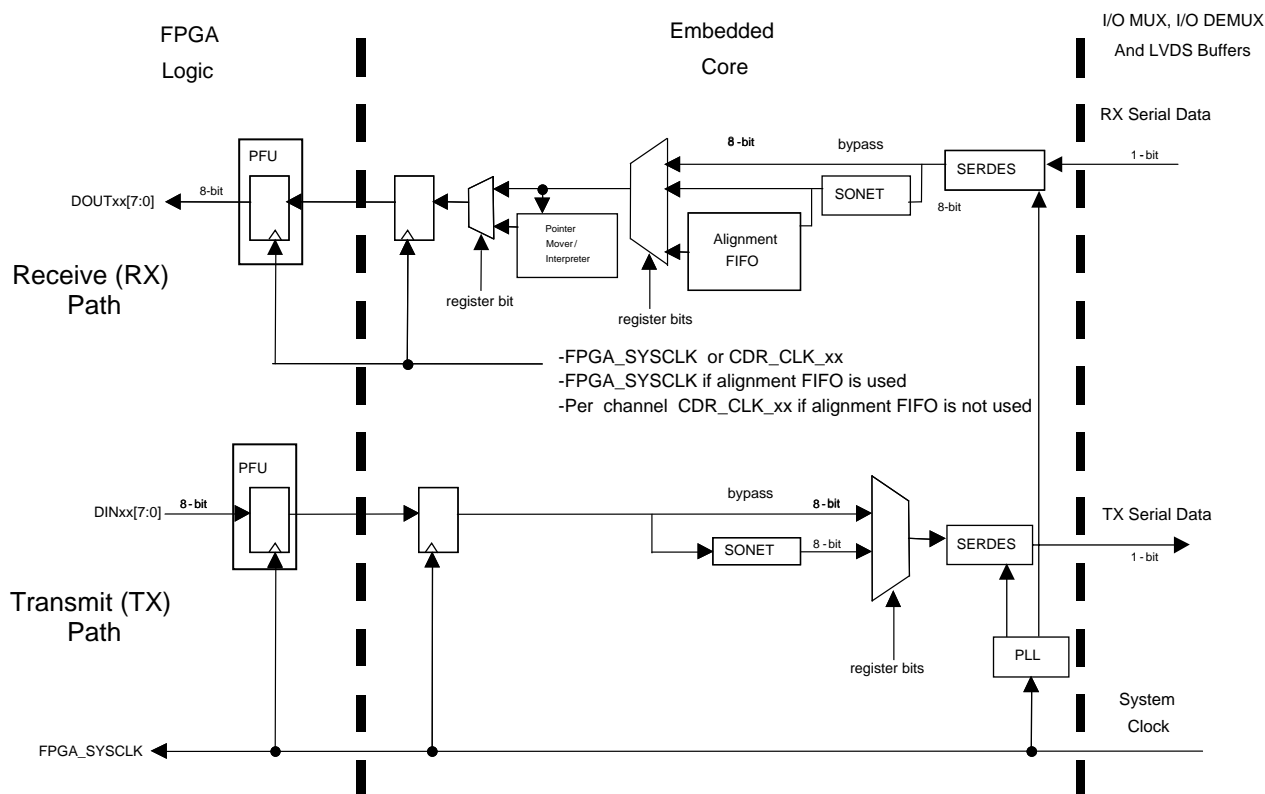 FPGA
Logic
Embedded
Core
I/O MUX, I/O DEMUX
And LVDS Buffers
RX Serial Data
PFU
8-bit
DOUTxx[7:0]
8-bit
bypass
SERDES
1-bit
SONET
8-bit
Pointer
Mover/
Interpreter
Alignment
FIFO
Receive (RX)
Path
register bit
register bits
-FPGA_SYSCLK or CDR_CLK_xx
-FPGA_SYSCLK if alignment FIFO is used
-Per channel CDR_CLK_xx if alignment FIFO is not used
PFU
DINxx[7:0]
8-bit
bypass
8-bit
TX Serial Data
SONET
8-bit
SERDES
1-bit
Transmit (TX)
Path
register bits
PLL
System
Clock
FPGA_SYSCLK